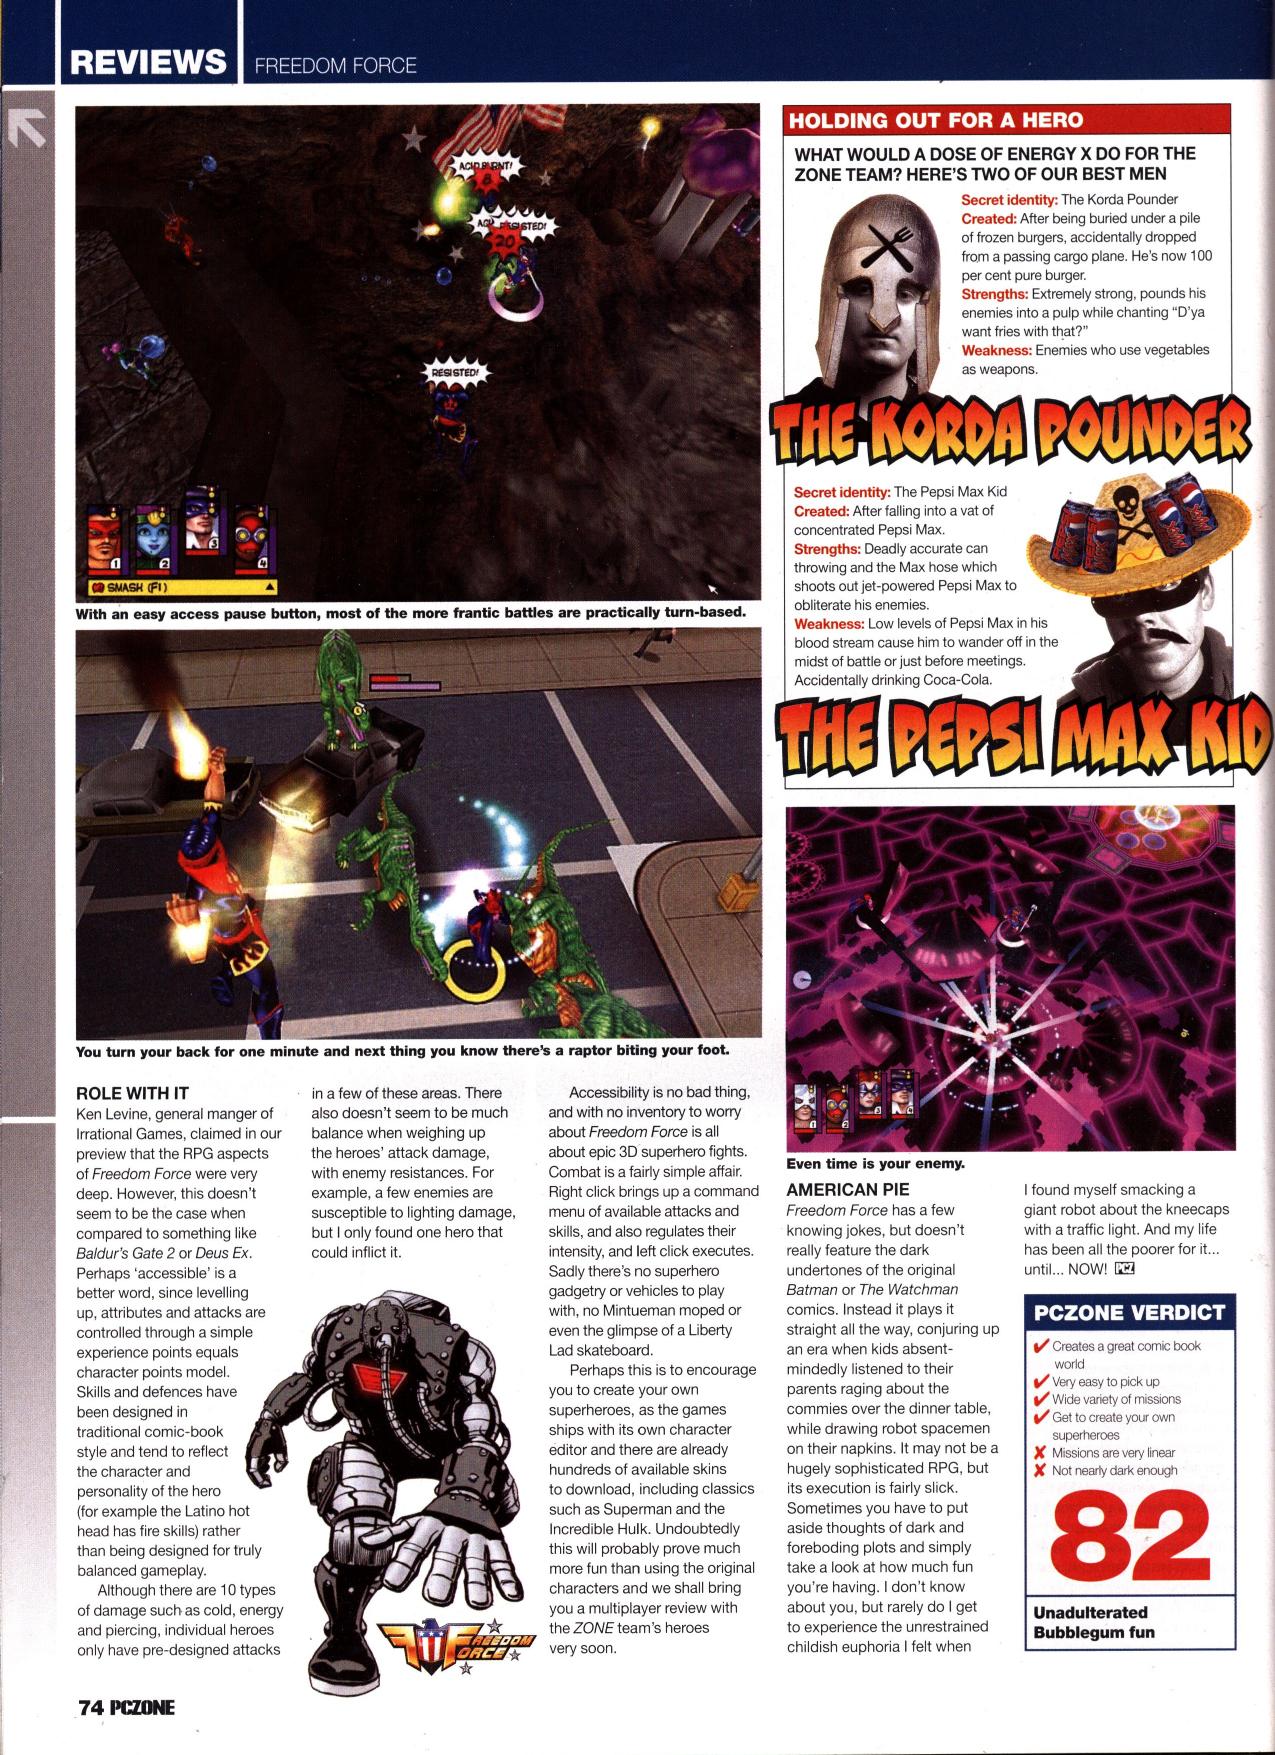 REVIEWS
FREEDOM FORCE
ACID BURNT!
8
RESISTED!
20
RESISTED!
1
2
3
4
SMASH (F1)
With an easy access pause button, most of the more frantic battles are practically turn-based.
You turn your back for one minute and next thing you know there's a raptor biting your foot.
ROLE WITH IT
Ken Levine, general manger of
Irrational Games, claimed in our
preview that the RPG aspects
of Freedom Force were very
deep. However, this doesn't
seem to be the case when
compared to something like
Baldur's Gate 2 or Deus Ex.
Perhaps 'accessible' is a
better word, since levelling
up, attributes and attacks are
controlled through a simple
experience points equals
character points model.
Skills and defences have
been designed in
traditional comic-book
style and tend to reflect
the character and
personality of the hero
(for example the Latino hot
head has fire skills) rather
than being designed for truly
balanced gameplay.
Although there are 10 types
of damage such as cold, energy
and piercing, individual heroes
only have pre-designed attacks
in a few of these areas. There
also doesn't seem to be much
balance when weighing up
the heroes' attack damage,
with enemy resistances. For
example, a few enemies are
susceptible to lighting damage,
but I only found one hero that
could inflict it.
FREEDOM
FORCE
Accessibility is no bad thing,
and with no inventory to worry
about Freedom Force is all
about epic 3D superhero fights.
Combat is a fairly simple affair.
Right click brings up a command
menu of available attacks and
skills, and also regulates their
intensity, and left click executes.
Sadly there's no superhero
gadgetry or vehicles to play
with, no Mintueman moped or
even the glimpse of a Liberty
Lad skateboard.
Perhaps this is to encourage
you to create your own
superheroes, as the games
ships with its own character
editor and there are already
hundreds of available skins
to download, including classics
such as Superman and the
Incredible Hulk. Undoubtedly
this will probably prove much
more fun than using the original
characters and we shall bring
you a multiplayer review with
the ZONE team's heroes
very soon.
HOLDING OUT FOR A HERO
WHAT WOULD A DOSE OF ENERGY X DO FOR THE
ZONE TEAM? HERE'S TWO OF OUR BEST MEN
Secret identity: The Korda Pounder
Created: After being buried under a pile
of frozen burgers, accidentally dropped
from a passing cargo plane. He's now 100
per cent pure burger.
Strengths: Extremely strong, pounds his
enemies into a pulp while chanting "D'ya
want fries with that?"
Weakness: Enemies who use vegetables
as weapons.
THE KORDA POUNDER
Secret identity: The Pepsi Max Kid
Created: After falling into a vat of
concentrated Pepsi Max.
Strengths: Deadly accurate can
throwing and the Max hose which
shoots out jet-powered Pepsi Max to
obliterate his enemies.
Weakness: Low levels of Pepsi Max in his
blood stream cause him to wander off in the
midst of battle or just before meetings.
Accidentally drinking Coca-Cola.
THE PEPSI MAX KID
1
2
3
4
Even time is your enemy.
AMERICAN PIE
Freedom Force has a few
knowing jokes, but doesn't
really feature the dark
undertones of the original
Batman or The Watchman
comics. Instead it plays it
straight all the way, conjuring up
an era when kids absent-
mindedly listened to their
parents raging about the
commies over the dinner table,
while drawing robot spacemen
on their napkins. It may not be a
hugely sophisticated RPG, but
its execution is fairly slick.
Sometimes you have to put
aside thoughts of dark and
foreboding plots and simply
take a look at how much fun
you're having. I don't know
about you, but rarely do I get
to experience the unrestrained
childish euphoria I felt when
I found myself smacking a
giant robot about the kneecaps
with a traffic light. And my life
has been all the poorer for it...
until... NOW! PCZ
PCZONE VERDICT
✔ Creates a great comic book
world
✔ Very easy to pick up
✔ Wide variety of missions
✔ Get to create your own
superheroes
✘ Missions are very linear
✘ Not nearly dark enough
82
Unadulterated
Bubblegum fun
74 PCZONE